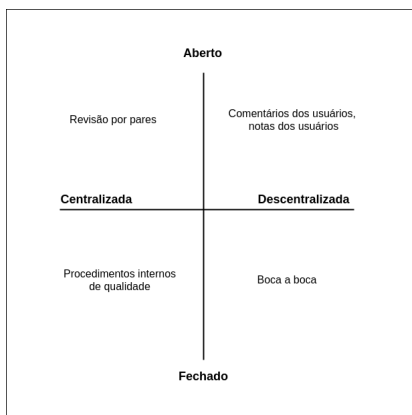 Aberto
Revisão por pares
Comentários dos usuários,
notas dos usuários
Centralizada
Descentralizada
Procedimentos internos
de qualidade
Boca a boca
Fechado